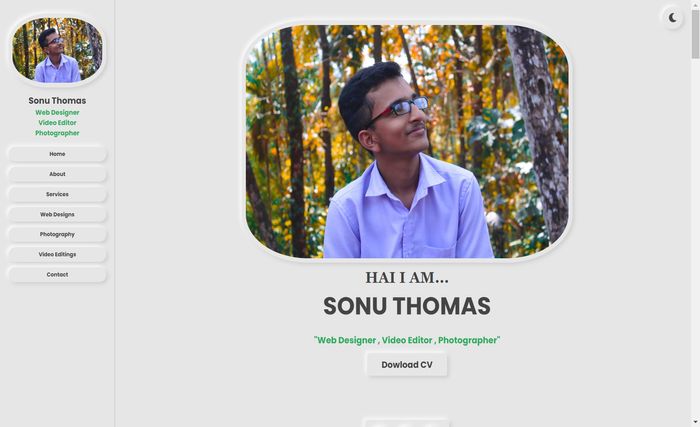 Sonu Thomas
Web Designer
Video Editor
Photographer
Home
About
Services
Web Designs
Photography
Video Editings
Contact
HAI I AM...
SONU THOMAS
"Web Designer , Video Editor , Photographer"
Dowload CV